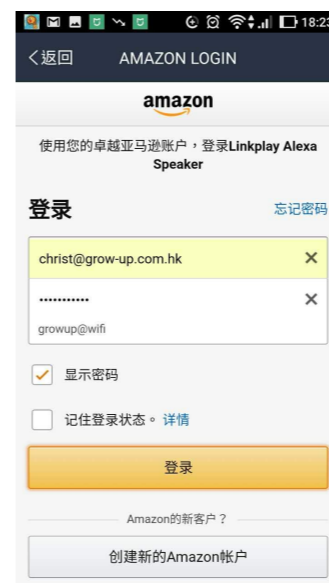 18:23
返回 AMAZON LOGIN
amazon
使用您的卓越亚马逊账户，登录Linkplay Alexa
Speaker
登录 忘记密码
christ@grow-up.com.hk
•••••••••••
growup@wifi
显示密码
记住登录状态。 详情
登录
Amazon的新客户？
创建新的Amazon帐户